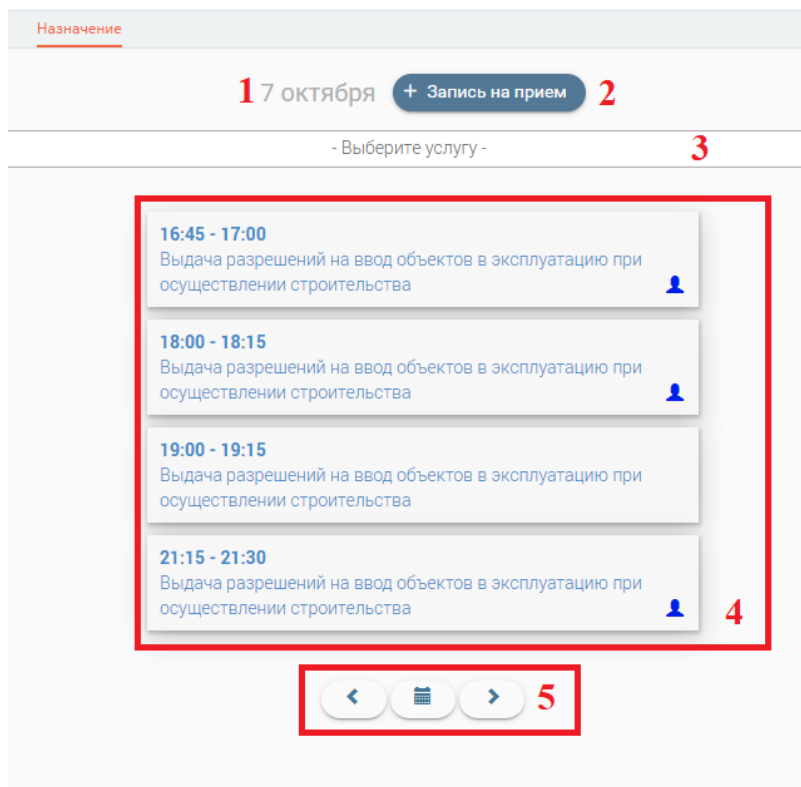 Назначение
1 7 октября + Запись на прием 2
- Выберите услугу - 3
16:45 - 17:00
Выдача разрешений на ввод объектов в эксплуатацию при
осуществлении строительства
18:00 - 18:15
Выдача разрешений на ввод объектов в эксплуатацию при
осуществлении строительства
19:00 - 19:15
Выдача разрешений на ввод объектов в эксплуатацию при
осуществлении строительства
21:15 - 21:30
Выдача разрешений на ввод объектов в эксплуатацию при
осуществлении строительства
4
5